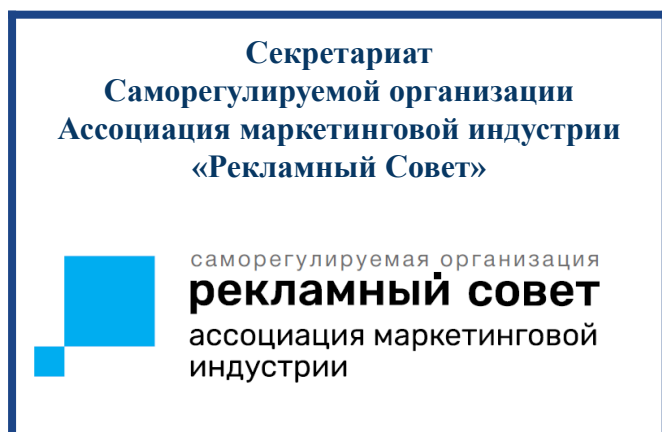 Секретариат
Саморегулируемой организации
Ассоциация маркетинговой индустрии
«Рекламный Совет»
саморегулируемая организация
рекламный совет
ассоциация маркетинговой
индустрии